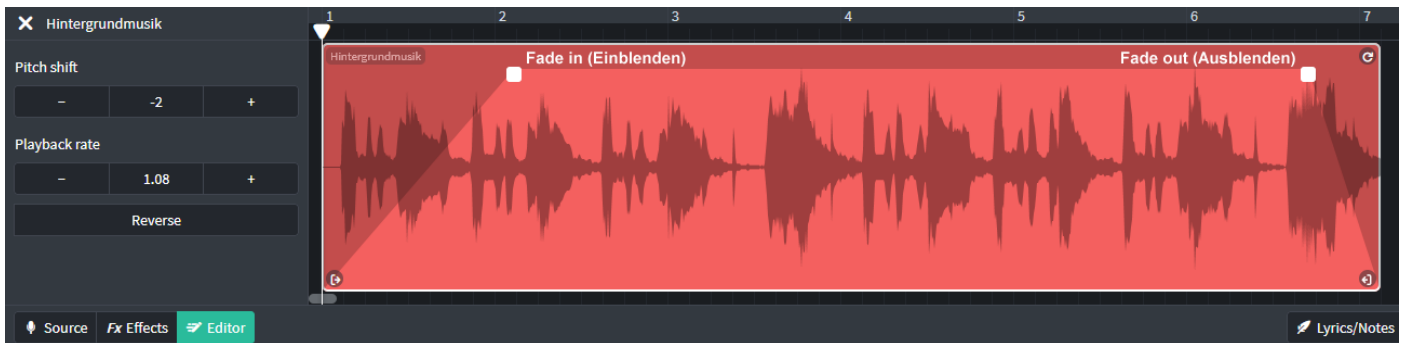 Hintergrundmusik
1 2 3 4 5 6 7
Hintergrundmusik
Fade in (Einblenden)
Fade out (Ausblenden)
Pitch shift
– -2 +
Playback rate
– 1.08 +
Reverse
Source Fx Effects Editor
Lyrics/Notes